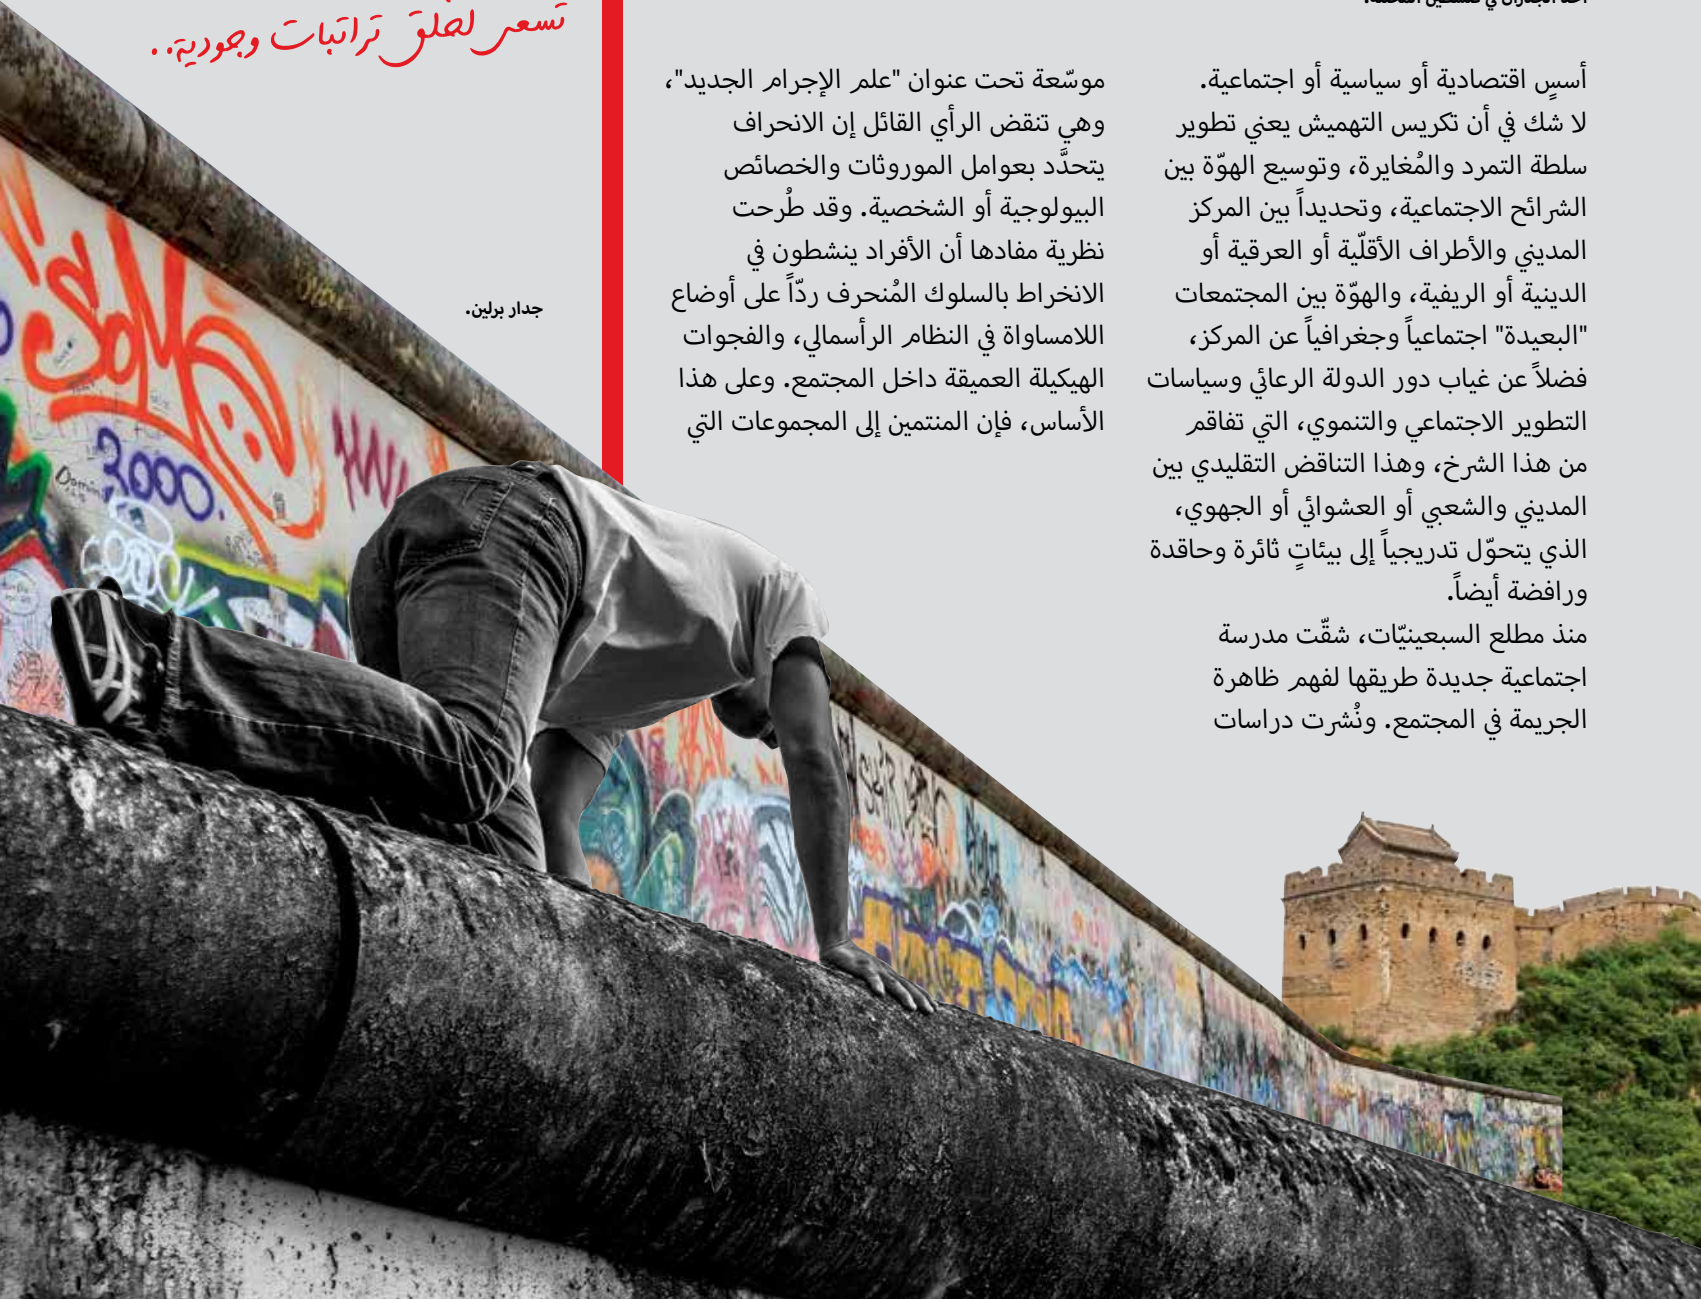 أسسٍ اقتصادية أو سياسية أو اجتماعية.
لا شك في أن تكريس التهميش يعني تطوير
سلطة التمرد والمُغايرة، وتوسيع الهوّة بين
الشرائح الاجتماعية، وتحديداً بين المركز
المديني والأطراف الأقلّية أو العرقية أو
الدينية أو الريفية، والهوّة بين المجتمعات
"البعيدة" اجتماعياً وجغرافياً عن المركز،
فضلاً عن غياب دور الدولة الرعائي وسياسات
التطوير الاجتماعي والتنموي، التي تفاقم
من هذا الشرخ، وهذا التناقض التقليدي بين
المديني والشعبي أو العشوائي أو الجهوي،
الذي يتحوّل تدريجياً إلى بيئاتٍ ثائرة وحاقدة
ورافضة أيضاً.
منذ مطلع السبعينيّات، شقّت مدرسة
اجتماعية جديدة طريقها لفهم ظاهرة
الجريمة في المجتمع. ونُشرت دراسات
موسّعة تحت عنوان "علم الإجرام الجديد"،
وهي تنقض الرأي القائل إن الانحراف
يتحدَّد بعوامل الموروثات والخصائص
البيولوجية أو الشخصية. وقد طُرحت
نظرية مفادها أن الأفراد ينشطون في
الانخراط بالسلوك المُنحرف ردّاً على أوضاع
اللامساواة في النظام الرأسمالي، والفجوات
الهيكيلة العميقة داخل المجتمع. وعلى هذا
الأساس، فإن المنتمين إلى المجموعات التي
تسعى لخلق تراتبات وجودية..
جدار برلين.
3000.